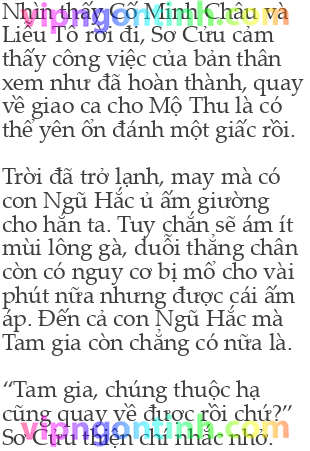 Nhìn thấy Cố Minh Châu và
Liễu Tố rời đi, Sơ Cửu cảm
thấy công việc của bản thân
xem như đã hoàn thành, quay
về giao ca cho Mộ Thu là có
thể yên ổn đánh một giấc rồi.
Trời đã trở lạnh, may mà có
con Ngũ Hắc ủ ấm giường
cho hắn ta. Tuy chắn sẽ ám ít
mùi lông gà, duỗi thẳng chân
còn có nguy cơ bị mổ cho vài
phút nữa nhưng được cái ấm
áp. Đến cả con Ngũ Hắc mà
Tam gia còn chẳng có nữa là.
“Tam gia, chúng thuộc hạ
cũng quay về được rồi chứ?”
Sơ Cửu thiện chí nhắc nhở.
vipngontinh.com
vipngontinh.com